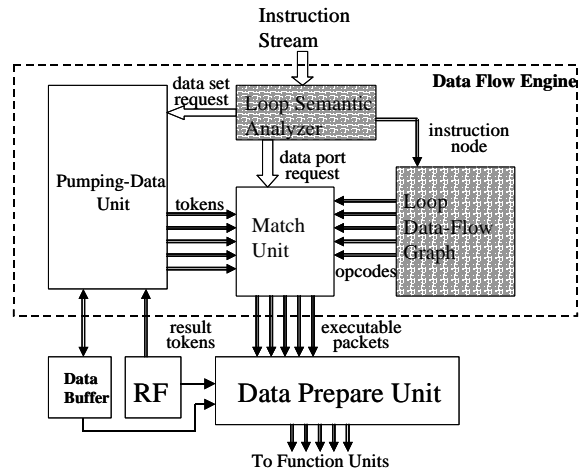 Instruction
Stream
Data Flow Engine
data set
request
Loop Semantic
Analyzer
instruction
node
data port
request
Pumping-Data
Unit
tokens
Match
Unit
Loop
Data-Flow
Graph
opcodes
result
tokens
executable
packets
Data
Buffer
RF
Data Prepare Unit
To Function Units